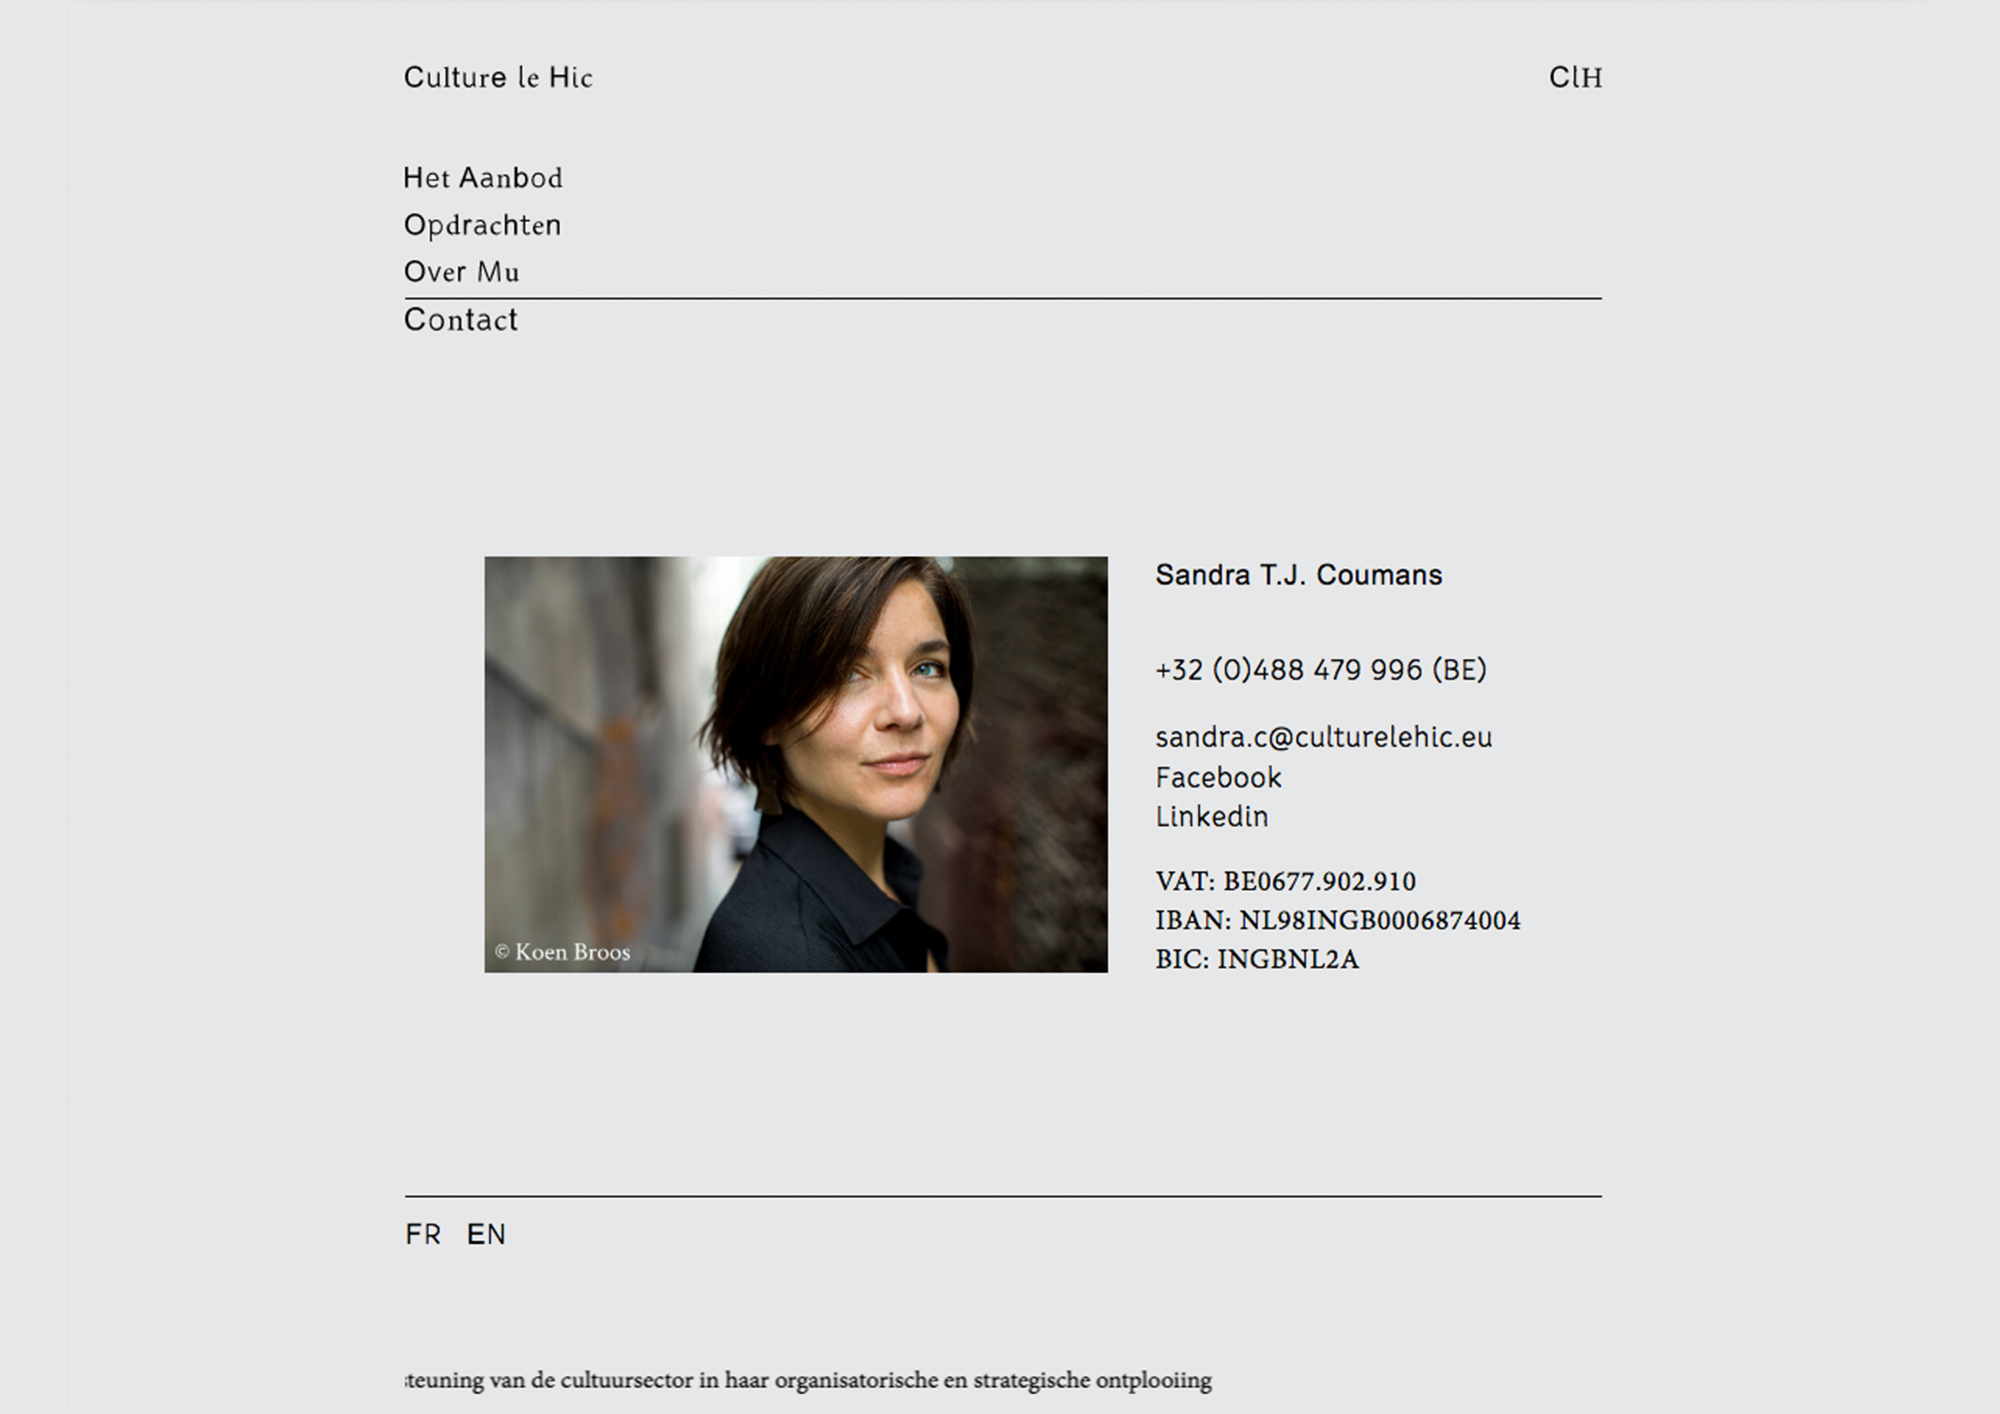 Culture le Hic
ClH
Het Aanbod
Opdrachten
Over Mu
Contact
Sandra T.J. Coumans
+32 (0)488 479 996 (BE)
sandra.c@culturelehic.eu
Facebook
Linkedin
VAT: BE0677.902.910
IBAN: NL98INGB0006874004
BIC: INGBNL2A
© Koen Broos
FR EN
steuning van de cultuursector in haar organisatorische en strategische ontplooiing